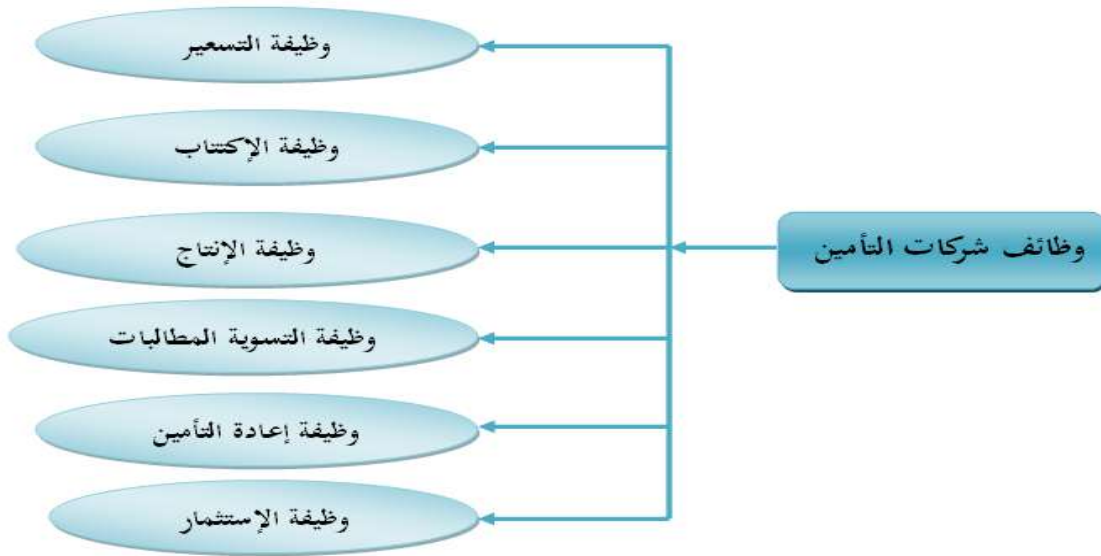 وظائف شركات التأمين
وظيفة التسعير
وظيفة الإكتتاب
وظيفة الإنتاج
وظيفة التسوية المطالبات
وظيفة إعادة التأمين
وظيفة الإستثمار